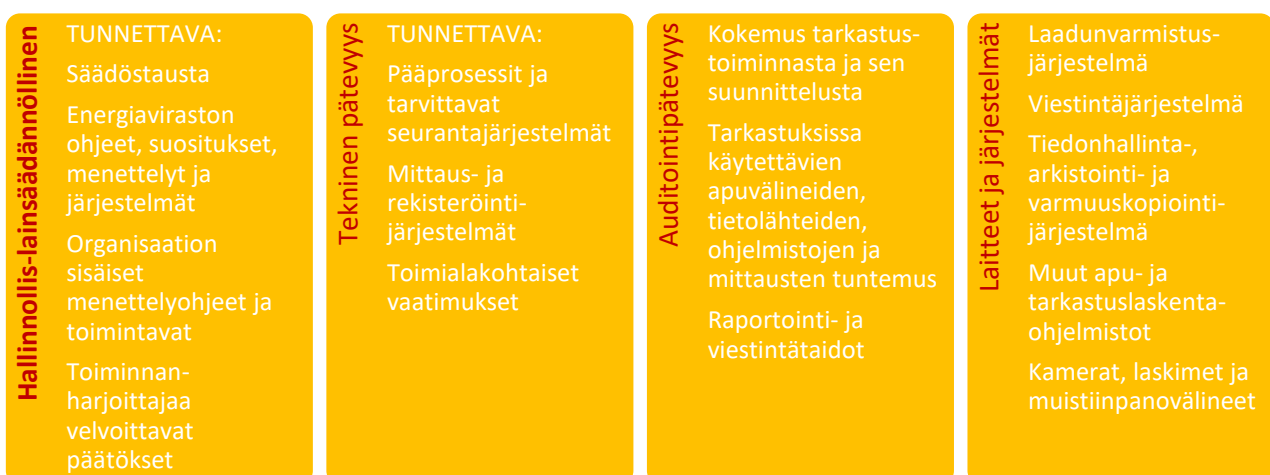 Hallinnollis-lainsäädännöllinen
TUNNETTAVA:
Säädöstausta
Energiaviraston
ohjeet, suositukset,
menettelyt ja
järjestelmät
Organisaation
sisäiset
menettelyohjeet ja
toimintavat
Toiminnan-
harjoittajaa
velvoittavat
päätökset
Tekninen pätevyys
TUNNETTAVA:
Pääprosessit ja
tarvittavat
seurantajärjestelmät
Mittaus- ja
rekisteröinti-
järjestelmät
Toimialakohtaiset
vaatimukset
Auditointipätevyys
Kokemus tarkastus-
toiminnasta ja sen
suunnittelusta
Tarkastuksissa
käytettävien
apuvälineiden,
tietolähteiden,
ohjelmistojen ja
mittausten tuntemus
Raportointi- ja
viestintätaidot
Laitteet ja järjestelmät
Laadunvarmistus-
järjestelmä
Viestintäjärjestelmä
Tiedonhallinta-,
arkistointi- ja
varmuuskopiointi-
järjestelmä
Muut apu- ja
tarkastuslaskenta-
ohjelmistot
Kamerat, laskimet ja
muistiinpanovälineet